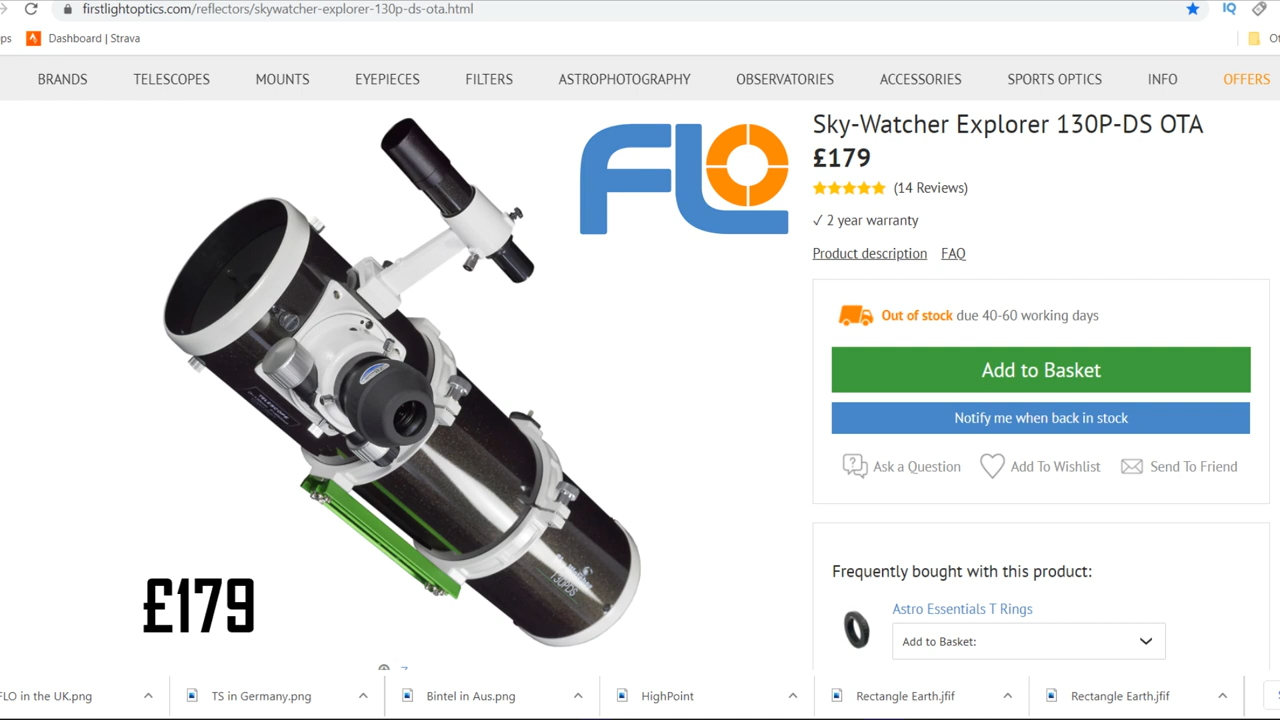 firstlightoptics.com/reflectors/skywatcher-explorer-130p-ds-ota.html
IQ
ps Dashboard | Strava Ot
BRANDS TELESCOPES MOUNTS EYEPIECES FILTERS ASTROPHOTOGRAPHY OBSERVATORIES ACCESSORIES SPORTS OPTICS INFO OFFERS
FLO
Sky-Watcher Explorer 130P-DS OTA
£179
(14 Reviews)
✓ 2 year warranty
Product description FAQ
Out of stock due 40-60 working days
Add to Basket
Notify me when back in stock
Ask a Question Add To Wishlist Send To Friend
TELESCOPE
Sky-Watcher
130PDS
£179
Frequently bought with this product:
Astro Essentials T Rings
Add to Basket:
FLO in the UK.png TS in Germany.png Bintel in Aus.png HighPoint Rectangle Earth.jfif Rectangle Earth.jfif S